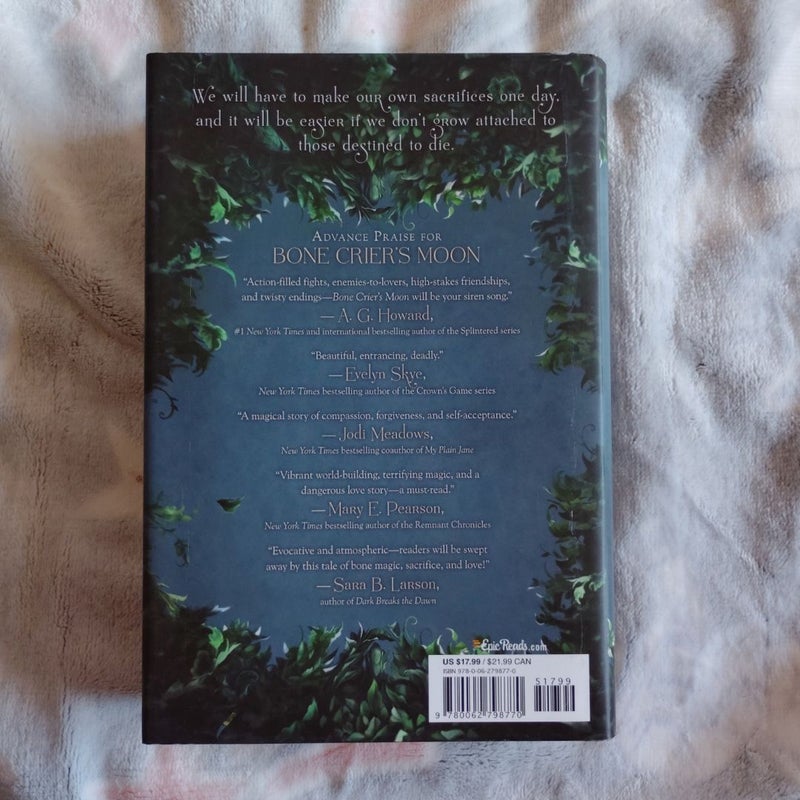 We will have to make our own sacrifices one day,
and it will be easier if we don't grow attached to
those destined to die.
Advance Praise for
BONE CRIER'S MOON
“Action-filled fights, enemies-to-lovers, high-stakes friendships,
and twisty endings—Bone Crier's Moon will be your siren song.”
—A. G. Howard,
#1 New York Times and international bestselling author of the Splintered series
“Beautiful, entrancing, deadly.”
—Evelyn Skye,
New York Times bestselling author of the Crown's Game series
“A magical story of compassion, forgiveness, and self-acceptance.”
—Jodi Meadows,
New York Times bestselling coauthor of My Plain Jane
“Vibrant world-building, terrifying magic, and a
dangerous love story—a must-read.”
—Mary E. Pearson,
New York Times bestselling author of the Remnant Chronicles
“Evocative and atmospheric—readers will be swept
away by this tale of bone magic, sacrifice, and love!”
—Sara B. Larson,
author of Dark Breaks the Dawn
EpicReads.com
US $17.99 / $21.99 CAN
ISBN 978-0-06-279877-0
51799
9 780062 798770